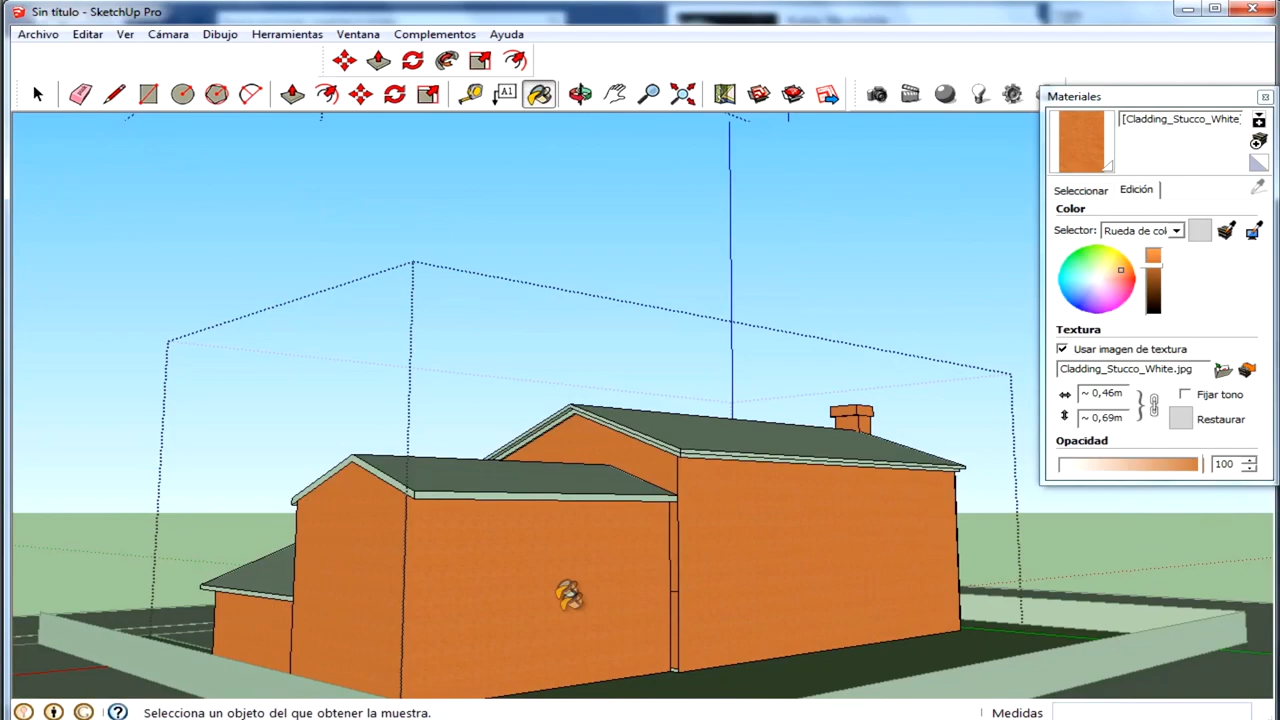 Sin título - SketchUp Pro
Archivo Editar Ver Cámara Dibujo Herramientas Ventana Complementos Ayuda
A1
Materiales
[Cladding_Stucco_White]
Seleccionar Edición
Color
Selector: Rueda de col
Textura
Usar imagen de textura
Cladding_Stucco_White.jpg
~ 0,46m Fijar tono
~ 0,69m Restaurar
Opacidad
100
Selecciona un objeto del que obtener la muestra. Medidas